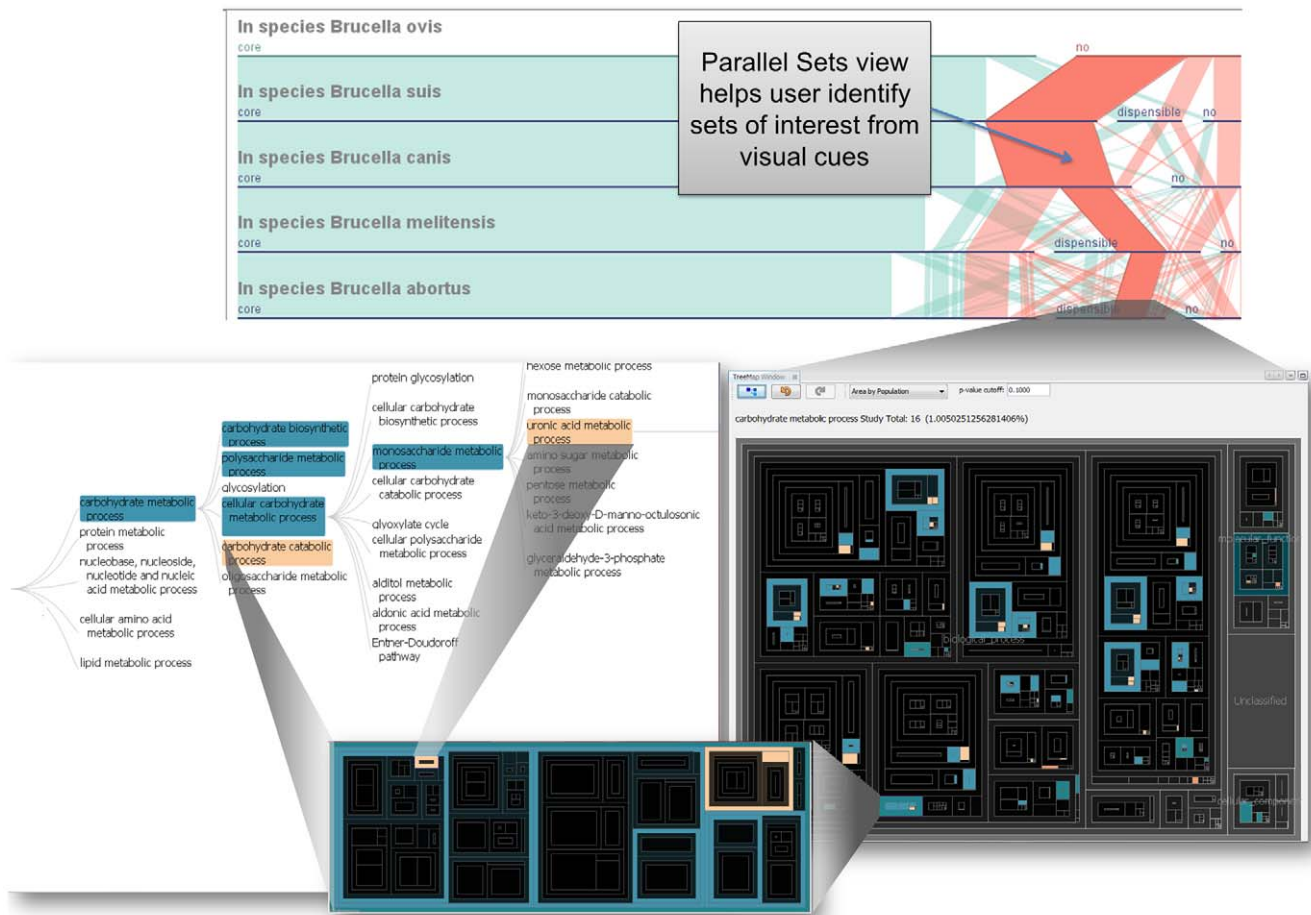 In species Brucella ovis
core
no
In species Brucella suis
core
dispensible
no
In species Brucella canis
core
no
In species Brucella melitensis
core
dispensible
no
In species Brucella abortus
core
dispensible
no
Parallel Sets view
helps user identify
sets of interest from
visual cues
carbohydrate metabolic
process
protein metabolic
process
nucleobase, nucleoside,
nucleotide and nucleic
acid metabolic process
cellular amino acid
metabolic process
lipid metabolic process
carbohydrate biosynthetic
process
polysaccharide metabolic
process
glycosylation
cellular carbohydrate
metabolic process
carbohydrate catabolic
process
oligosaccharide metabolic
process
protein glycosylation
cellular carbohydrate
biosynthetic process
monosaccharide metabolic
process
cellular carbohydrate
catabolic process
glyoxylate cycle
cellular polysaccharide
metabolic process
alditol metabolic
process
aldonic acid metabolic
process
Entner-Doudoroff
pathway
hexose metabolic process
monosaccharide catabolic
process
uronic acid metabolic
process
amino sugar metabolic
process
pentose metabolic
process
keto-3-deoxy-D-manno-octulosonic
acid metabolic process
glyceraldehyde-3-phosphate
metabolic process
TreeMap Window
Area by Population
p-value cutoff: 0.1000
carbohydrate metabolic process Study Total: 16 (1.0050251256281406%)
biological_process
molecular_function
Unclassified
cellular_componen